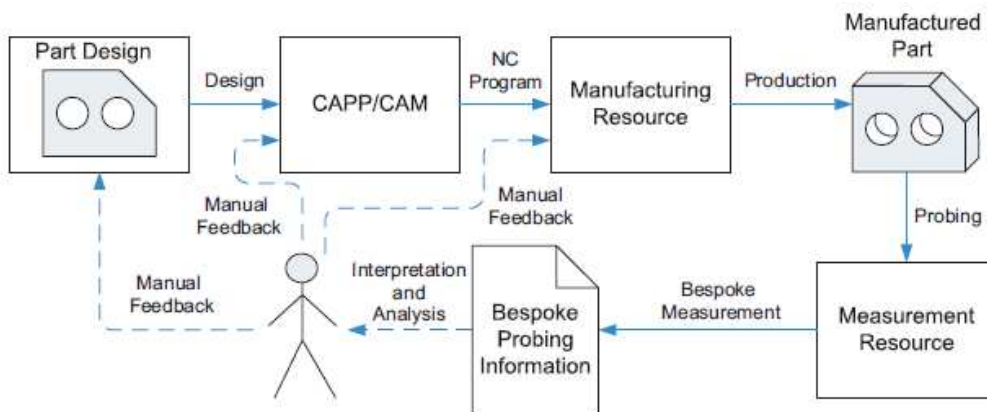 Part Design
Design
CAPP/CAM
NC
Program
Manufacturing
Resource
Production
Manufactured
Part
Manual
Feedback
Manual
Feedback
Probing
Manual
Feedback
Interpretation
and
Analysis
Bespoke
Probing
Information
Bespoke
Measurement
Measurement
Resource